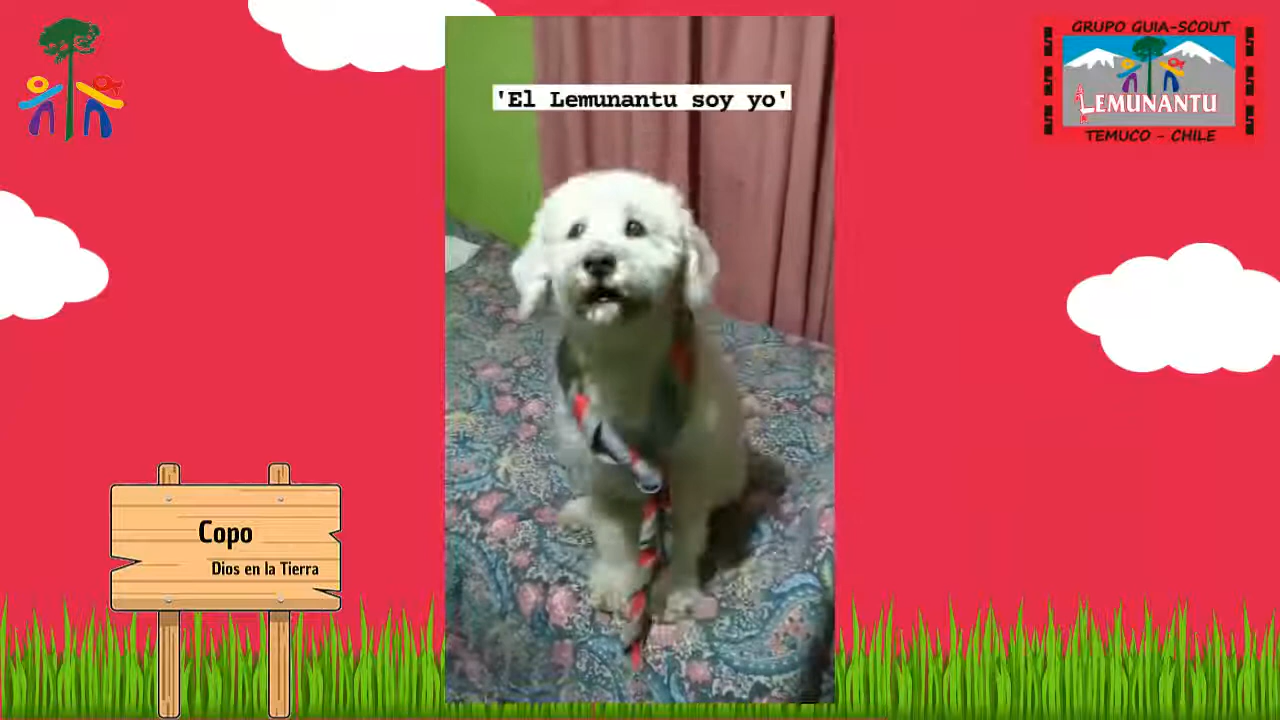 'El Lemunantu soy yo'
GRUPO GUIA-SCOUT
LEMUNANTU
TEMUCO - CHILE
Copo
Dios en la Tierra